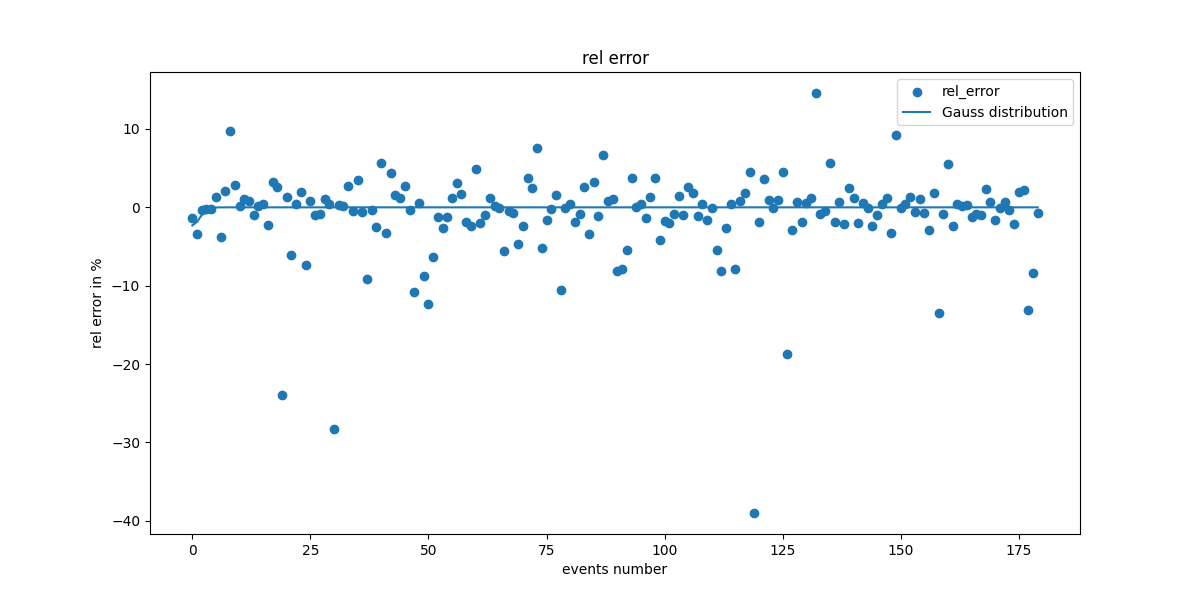 rel error
rel_error
Gauss distribution
10
0
−10
−20
−30
−40
rel error in %
0
25
50
75
100
125
150
175
events number